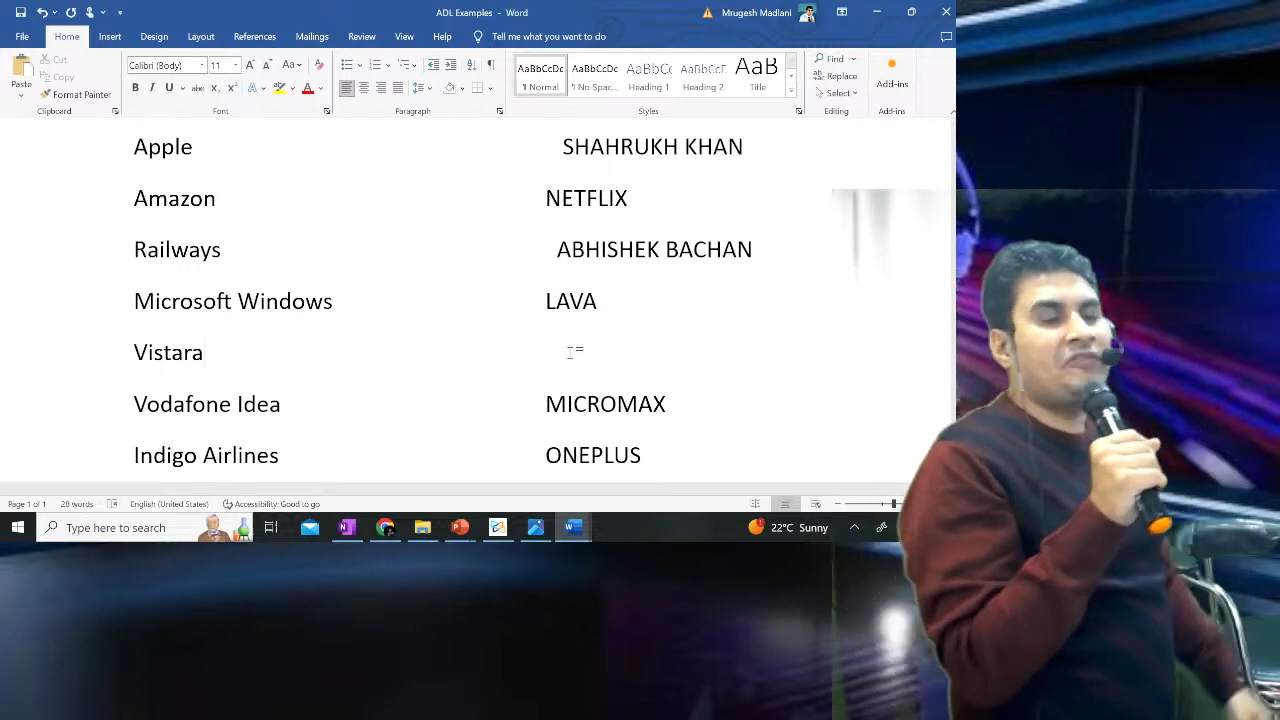 ADL Examples - Word
Mrugesh Madlani
File Home Insert Design Layout References Mailings Review View Help Tell me what you want to do
Paste
Cut
Copy
Format Painter
Clipboard
Calibri (Body) 11
Font
Paragraph
AaBbCcDc AaBbCcDc AaBbCc AaBbCcC AaB
¶ Normal ¶ No Spac... Heading 1 Heading 2 Title
Styles
Find
Replace
Select
Editing
Add-ins
Add-ins
Apple SHAHRUKH KHAN
Amazon NETFLIX
Railways ABHISHEK BACHAN
Microsoft Windows LAVA
Vistara
Vodafone Idea MICROMAX
Indigo Airlines ONEPLUS
Page 1 of 1 28 words English (United States) Accessibility: Good to go
Type here to search
22°C Sunny